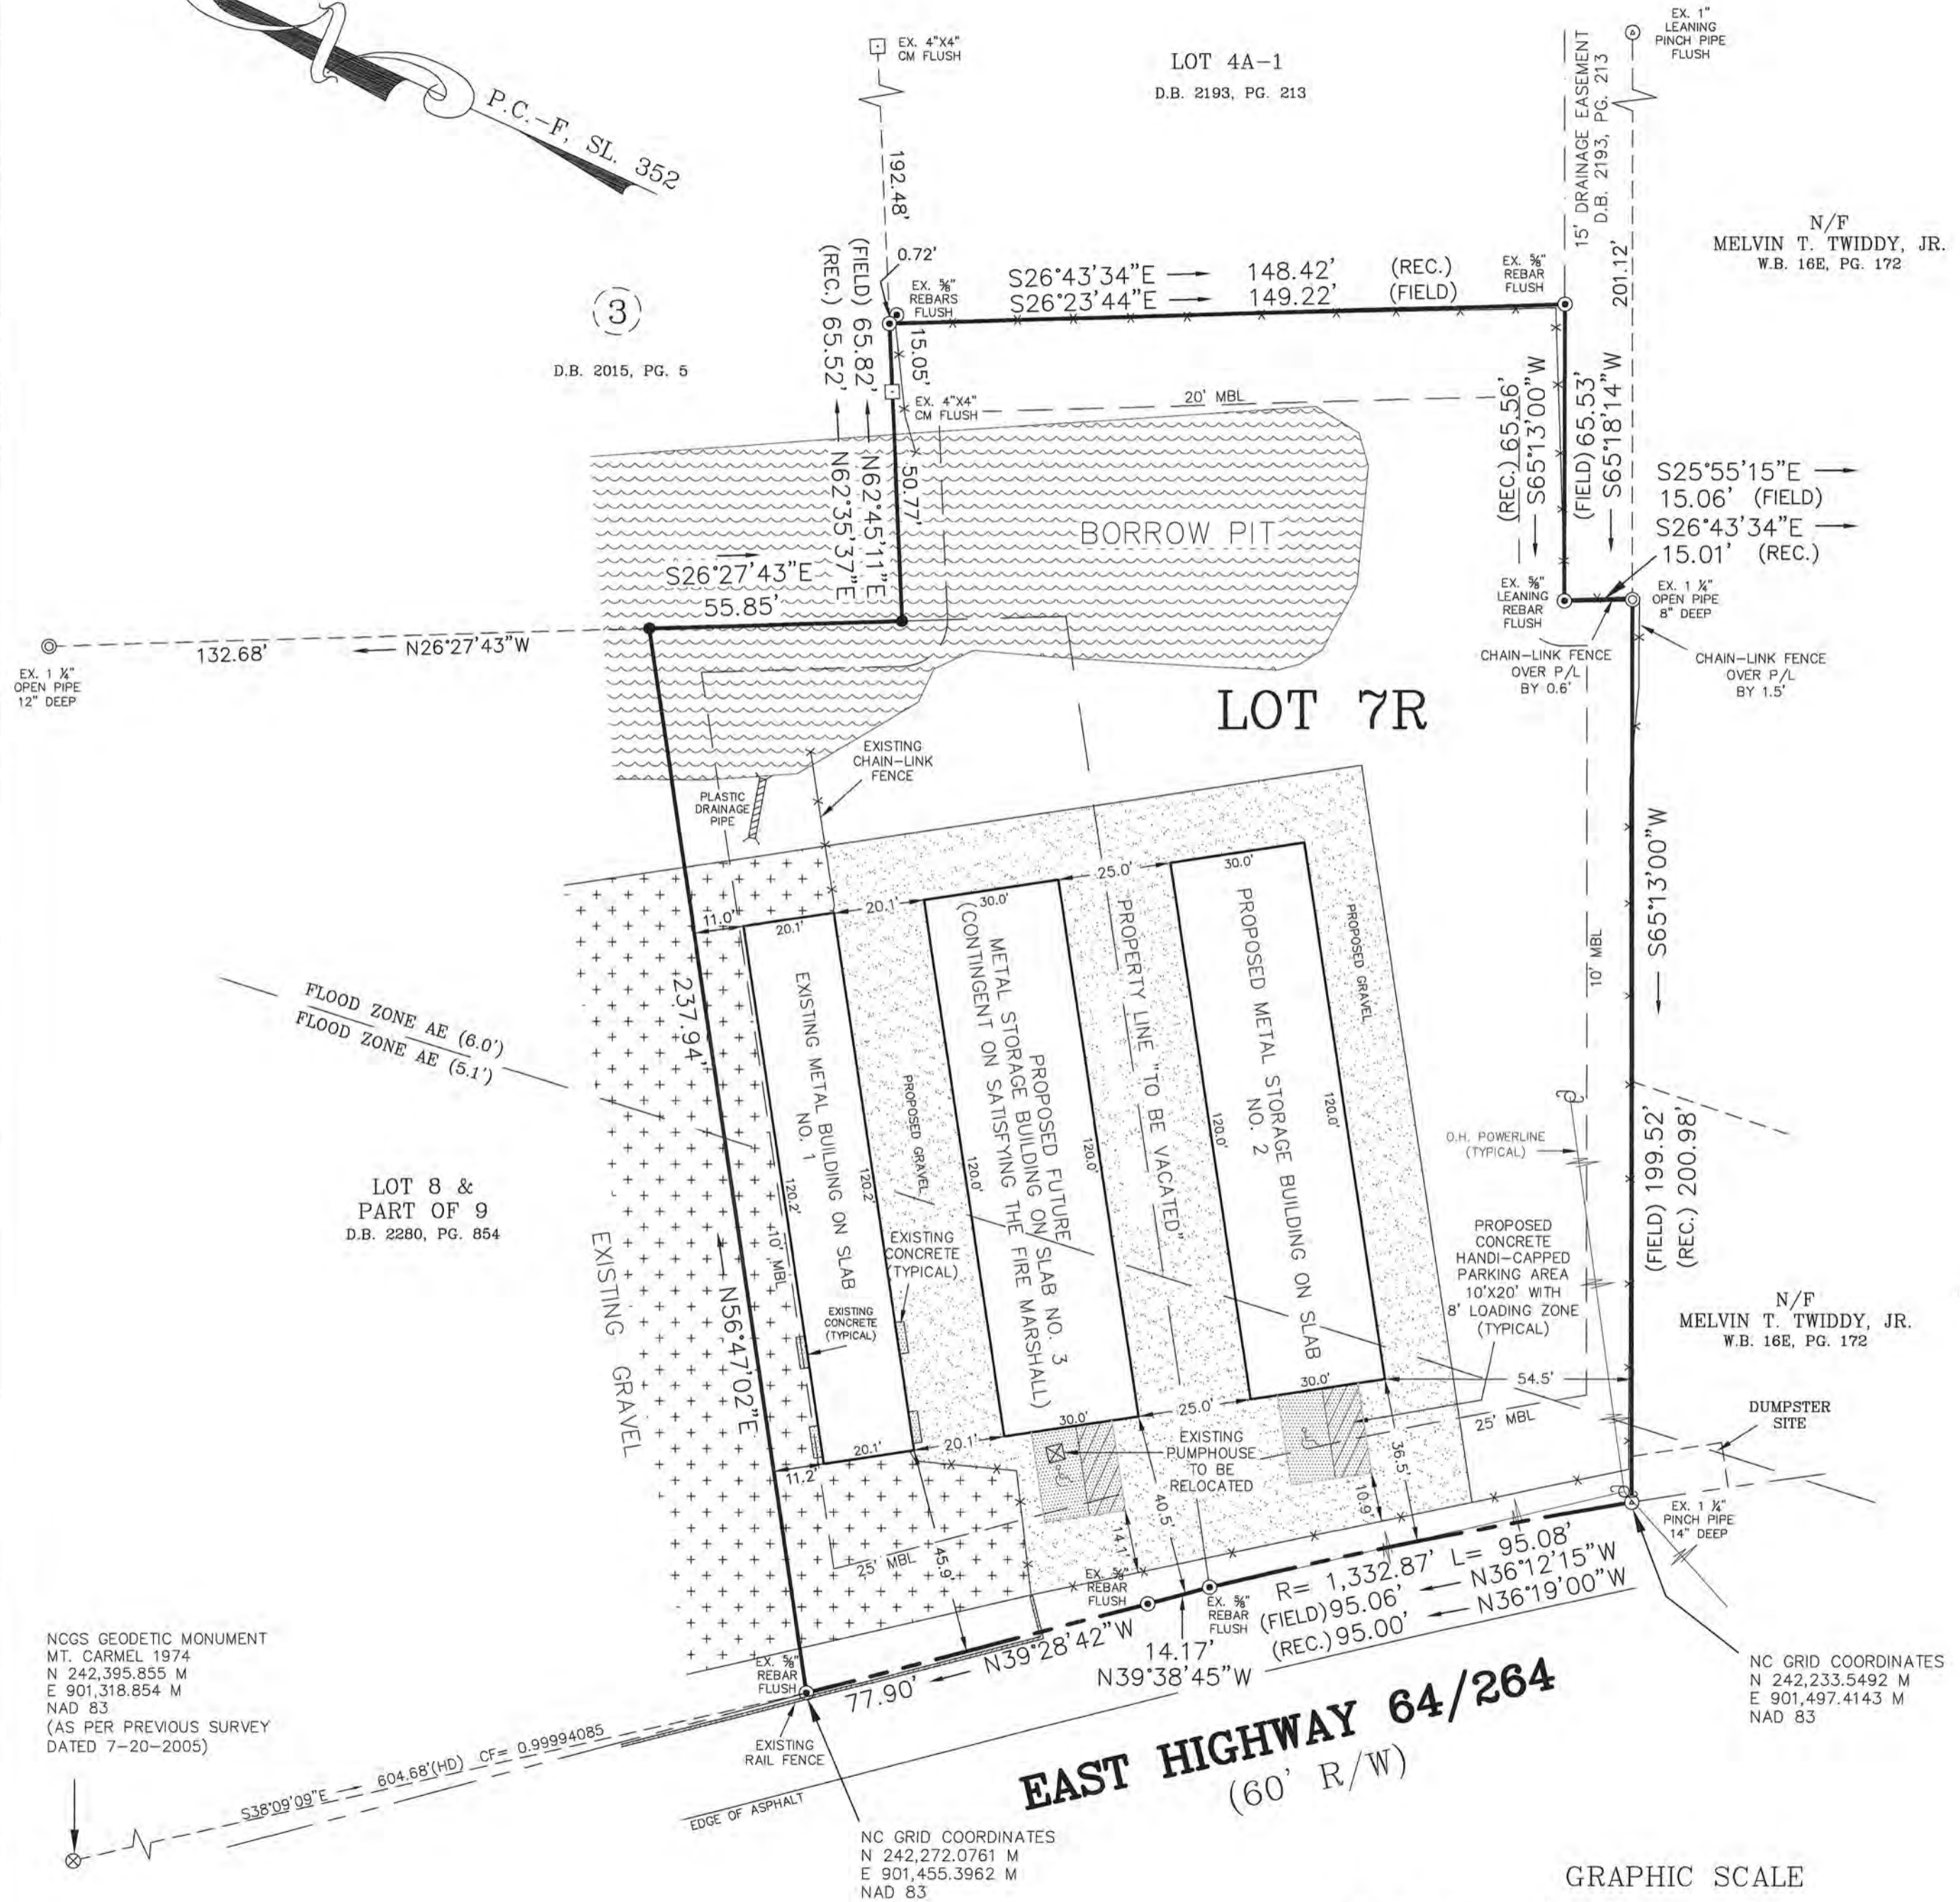 P.C.-F, SL. 352
EX. 4"X4"
CM FLUSH
LOT 4A-1
D.B. 2193, PG. 213
15' DRAINAGE EASEMENT
D.B. 2193, PG. 213
EX. 1"
LEANING
PINCH PIPE
FLUSH
N/F
MELVIN T. TWIDDY, JR.
W.B. 16E, PG. 172
192.48'
201.12'
0.72'
3
D.B. 2015, PG. 5
EX. ⅝"
REBARS
FLUSH
S26°43'34"E 148.42' (REC.)
S26°23'44"E 149.22' (FIELD)
EX. ⅝"
REBAR
FLUSH
(REC.) 65.52' N62°35'37"E
(FIELD) 65.82' N62°45'11"E
15.05'
EX. 4"X4"
CM FLUSH
20' MBL
50.77'
BORROW PIT
(REC.) 65.56' S65°13'00"W
(FIELD) 65.53' S65°18'14"W
S25°55'15"E
15.06' (FIELD)
S26°43'34"E
15.01' (REC.)
S26°27'43"E
55.85'
EX. ⅝"
LEANING
REBAR
FLUSH
EX. 1 ¼"
OPEN PIPE
8" DEEP
132.68' N26°27'43"W
EX. 1 ¼"
OPEN PIPE
12" DEEP
CHAIN-LINK FENCE
OVER P/L
BY 0.6'
CHAIN-LINK FENCE
OVER P/L
BY 1.5'
LOT 7R
EXISTING
CHAIN-LINK
FENCE
PLASTIC
DRAINAGE
PIPE
11.0'
20.1'
20.1'
30.0'
25.0'
30.0'
237.94' N56°47'02"E
FLOOD ZONE AE (6.0')
FLOOD ZONE AE (5.1')
EXISTING METAL BUILDING ON SLAB
NO. 1
120.2'
120.2'
10' MBL
PROPOSED GRAVEL
120.0'
PROPOSED FUTURE
METAL STORAGE BUILDING ON SLAB NO. 3
(CONTINGENT ON SATISFYING THE FIRE MARSHALL)
120.0'
PROPERTY LINE "TO BE VACATED"
120.0'
PROPOSED METAL STORAGE BUILDING ON SLAB
NO. 2
120.0'
PROPOSED GRAVEL
10' MBL
S65°13'00"W
(FIELD) 199.52'
(REC.) 200.98'
O.H. POWERLINE
(TYPICAL)
LOT 8 &
PART OF 9
D.B. 2280, PG. 854
EXISTING GRAVEL
EXISTING
CONCRETE
(TYPICAL)
EXISTING
CONCRETE
(TYPICAL)
PROPOSED
CONCRETE
HANDI-CAPPED
PARKING AREA
10'X20' WITH
8' LOADING ZONE
(TYPICAL)
N/F
MELVIN T. TWIDDY, JR.
W.B. 16E, PG. 172
54.5'
30.0'
25.0'
30.0'
20.1'
20.1'
11.2'
25' MBL
DUMPSTER
SITE
EXISTING
PUMPHOUSE
TO BE
RELOCATED
36.5'
10.9'
40.5'
14.1'
45.9'
25' MBL
EX. 1 ¼"
PINCH PIPE
14" DEEP
EX. ⅝"
REBAR
FLUSH
EX. ⅝"
REBAR
FLUSH
R= 1,332.87' L= 95.08'
(FIELD) 95.06' N36°12'15"W
(REC.) 95.00' N36°19'00"W
14.17'
N39°38'45"W
77.90' N39°28'42"W
EX. ⅝"
REBAR
FLUSH
EXISTING
RAIL FENCE
NCGS GEODETIC MONUMENT
MT. CARMEL 1974
N 242,395.855 M
E 901,318.854 M
NAD 83
(AS PER PREVIOUS SURVEY
DATED 7-20-2005)
S38°09'09"E 604.68'(HD) CF= 0.99994085
EDGE OF ASPHALT
EAST HIGHWAY 64/264
(60' R/W)
NC GRID COORDINATES
N 242,233.5492 M
E 901,497.4143 M
NAD 83
NC GRID COORDINATES
N 242,272.0761 M
E 901,455.3962 M
NAD 83
GRAPHIC SCALE